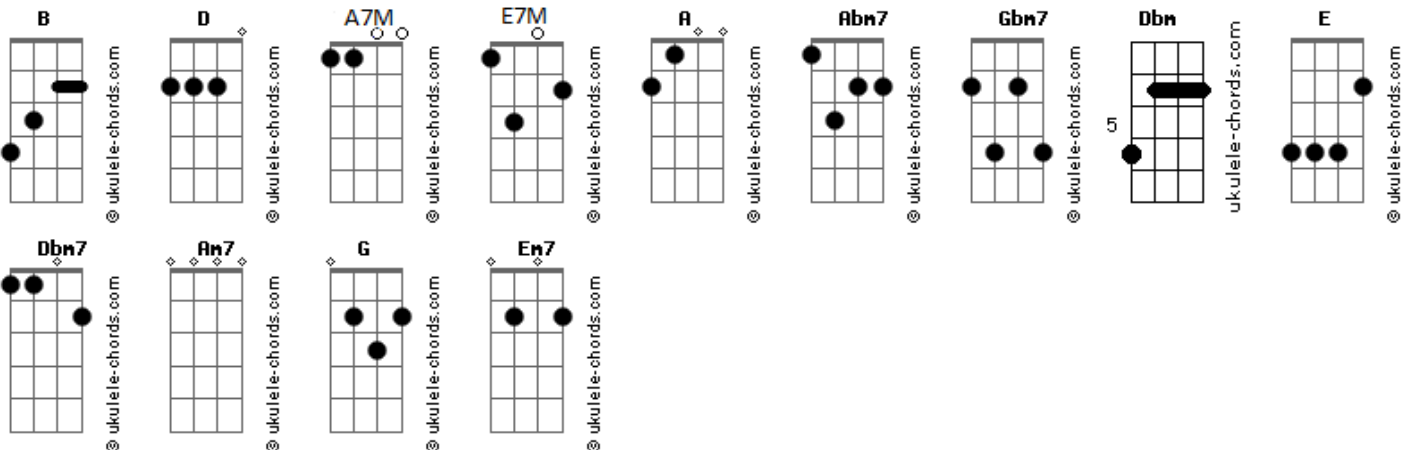 B D A7M E7M A Abm7 Gbm7 Dbm E
© ukulele-chords.com © ukulele-chords.com © ukulele-chords.com © ukulele-chords.com © ukulele-chords.com © ukulele-chords.com © ukulele-chords.com ukulele-chords.com © ukulele-chords.com
5
Dbm7 Am7 G Em7
© ukulele-chords.com © ukulele-chords.com © ukulele-chords.com © ukulele-chords.com